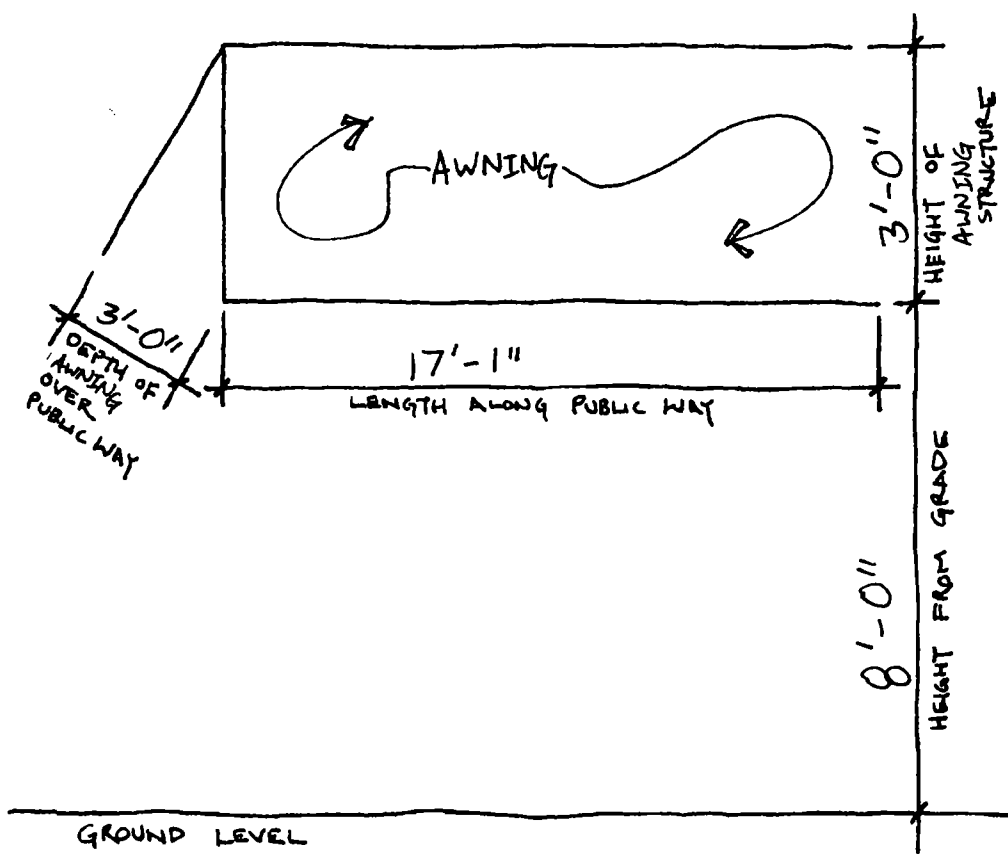 AWNING
3'-0"
HEIGHT OF
AWNING
STRUCTURE
3'-0"
DEPTH OF
AWNING
OVER
PUBLIC WAY
17'-1"
LENGTH ALONG PUBLIC WAY
8'-0"
HEIGHT FROM GRADE
GROUND LEVEL